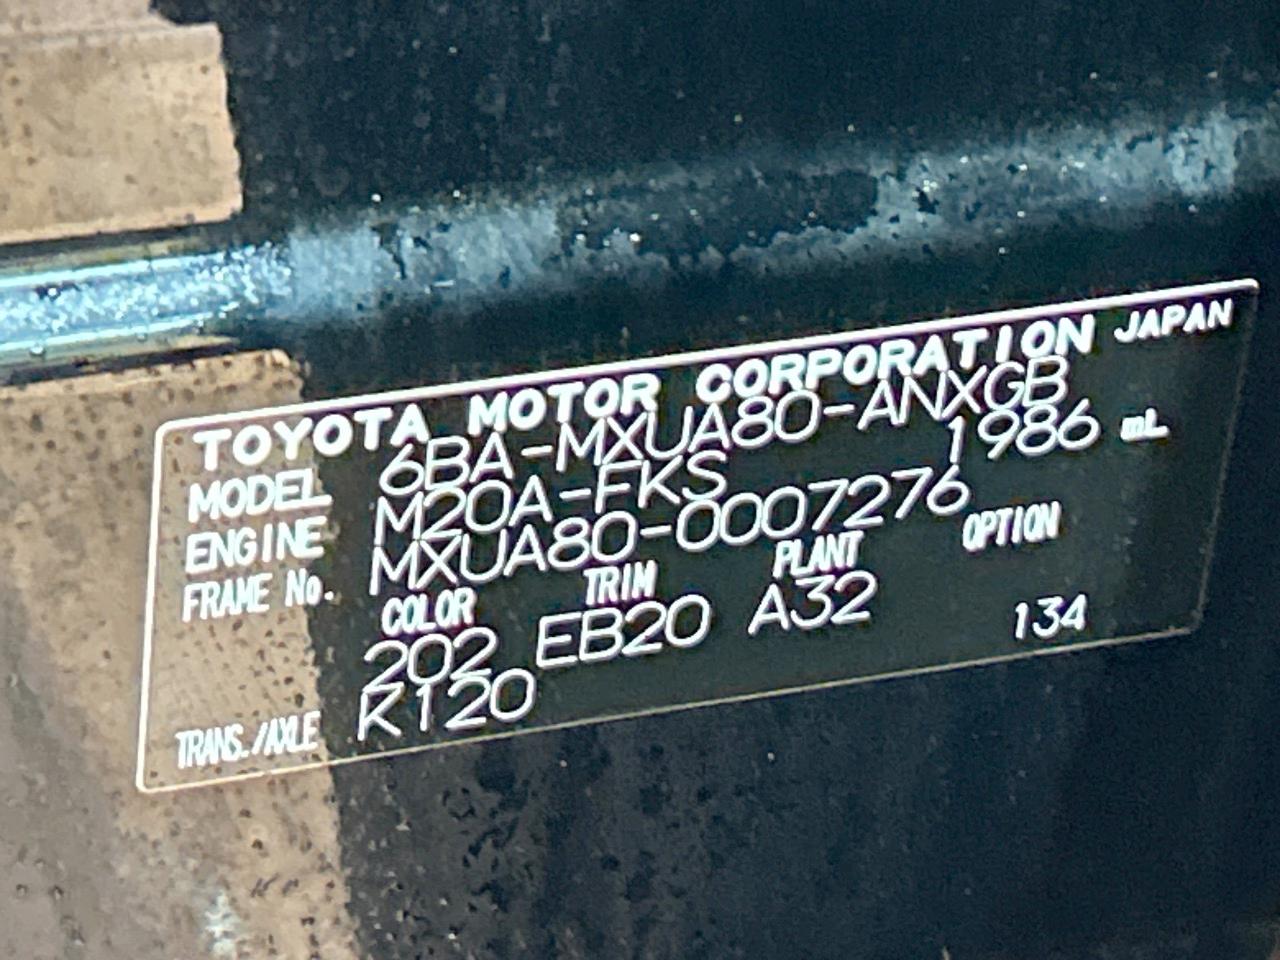 TOYOTA MOTOR CORPORATION JAPAN
MODEL 6BA-MXUA80-ANXGB
ENGINE M20A-FKS 1986 mL
FRAME No. MXUA80-0007276
COLOR TRIM PLANT OPTION
202 EB20 A32 134
TRANS./AXLE K120